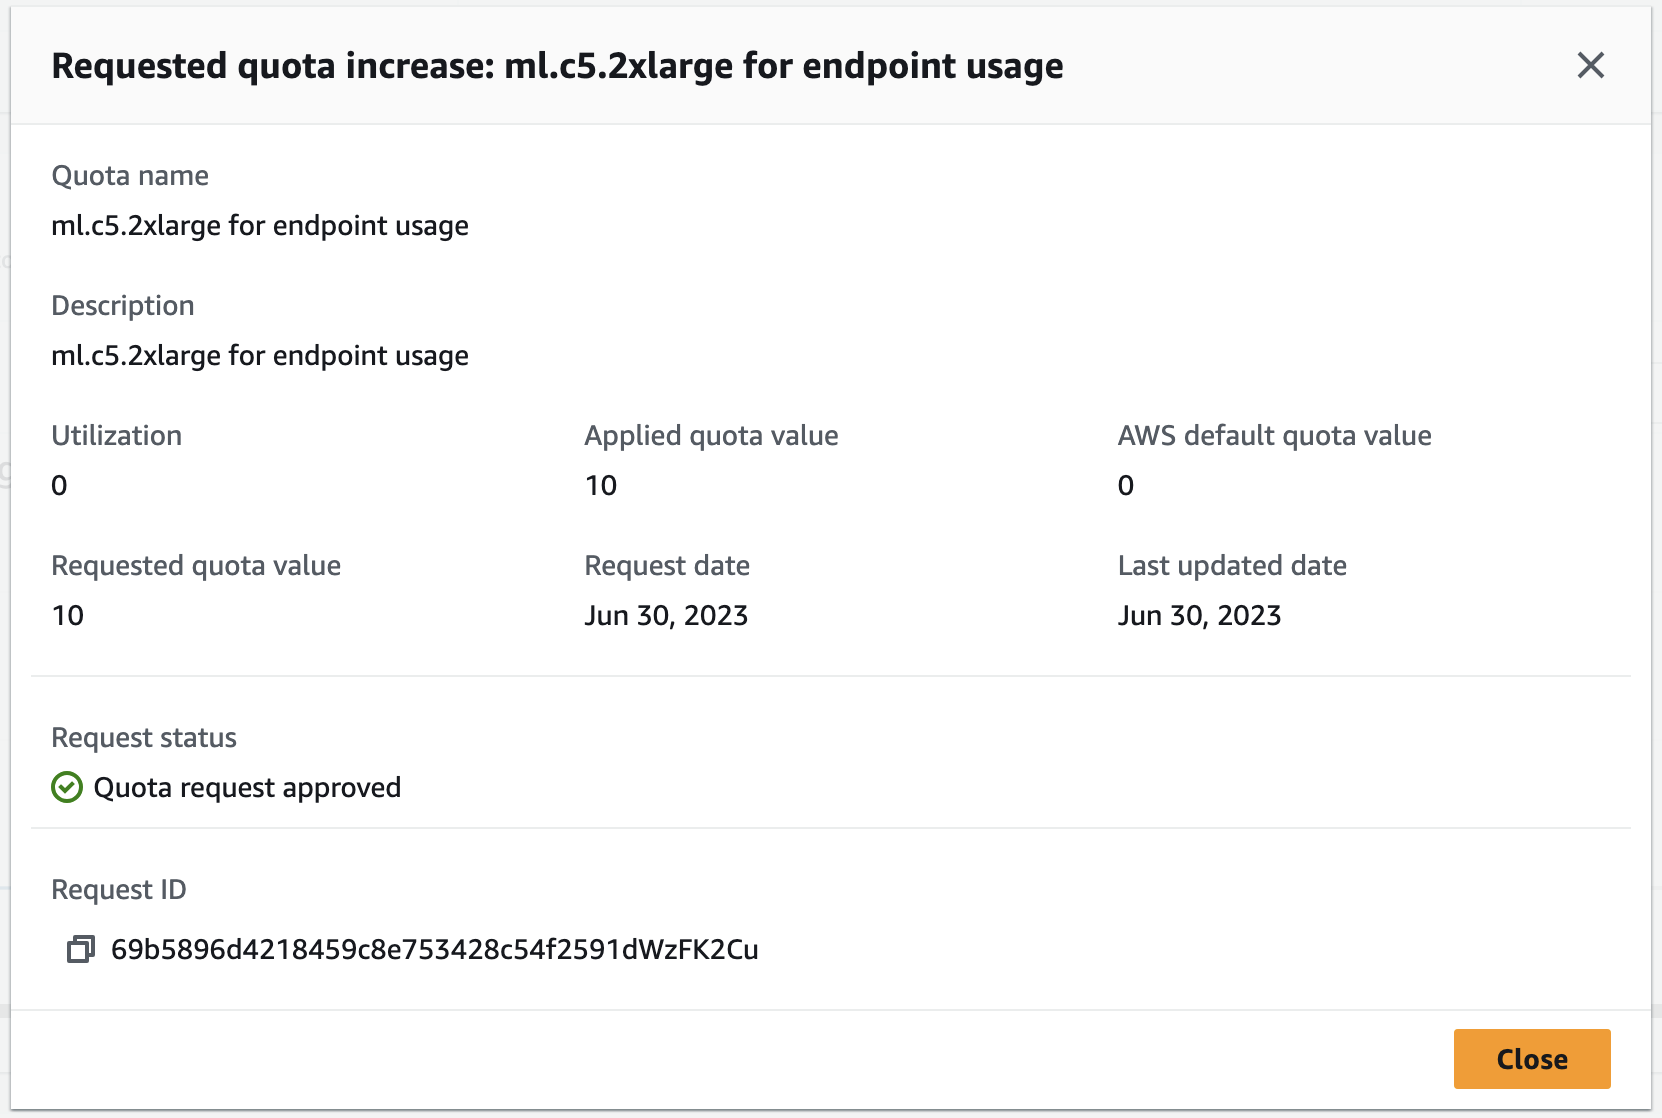 Requested quota increase: ml.c5.2xlarge for endpoint usage
Quota name
ml.c5.2xlarge for endpoint usage
Description
ml.c5.2xlarge for endpoint usage
Utilization
0
Applied quota value
10
AWS default quota value
0
Requested quota value
10
Request date
Jun 30, 2023
Last updated date
Jun 30, 2023
Request status
Quota request approved
Request ID
69b5896d4218459c8e753428c54f2591dWzFK2Cu
Close